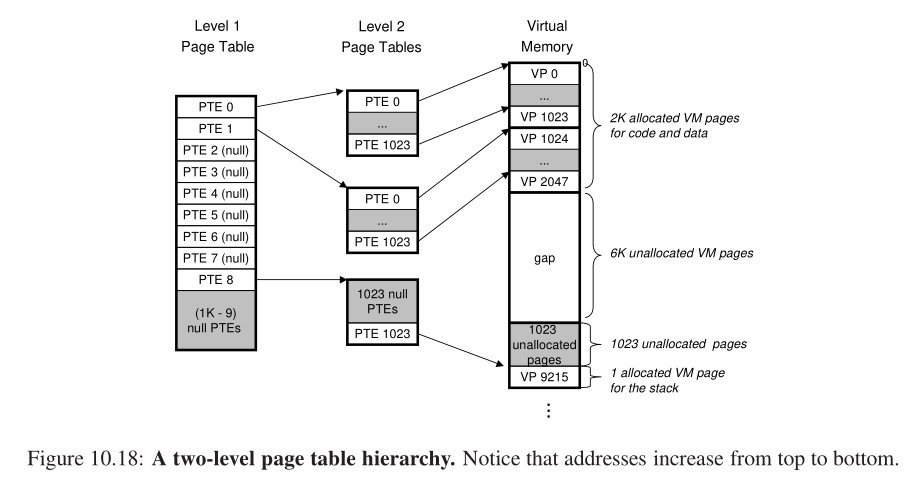 Level 1
Page Table
Level 2
Page Tables
Virtual
Memory
PTE 0
PTE 1
PTE 2 (null)
PTE 3 (null)
PTE 4 (null)
PTE 5 (null)
PTE 6 (null)
PTE 7 (null)
PTE 8
(1K - 9)
null PTEs
PTE 0
...
PTE 1023
PTE 0
...
PTE 1023
1023 null
PTEs
PTE 1023
0
VP 0
...
VP 1023
VP 1024
...
VP 2047
gap
1023
unallocated
pages
VP 9215
2K allocated VM pages
for code and data
6K unallocated VM pages
1023 unallocated pages
1 allocated VM page
for the stack
Figure 10.18: A two-level page table hierarchy. Notice that addresses increase from top to bottom.